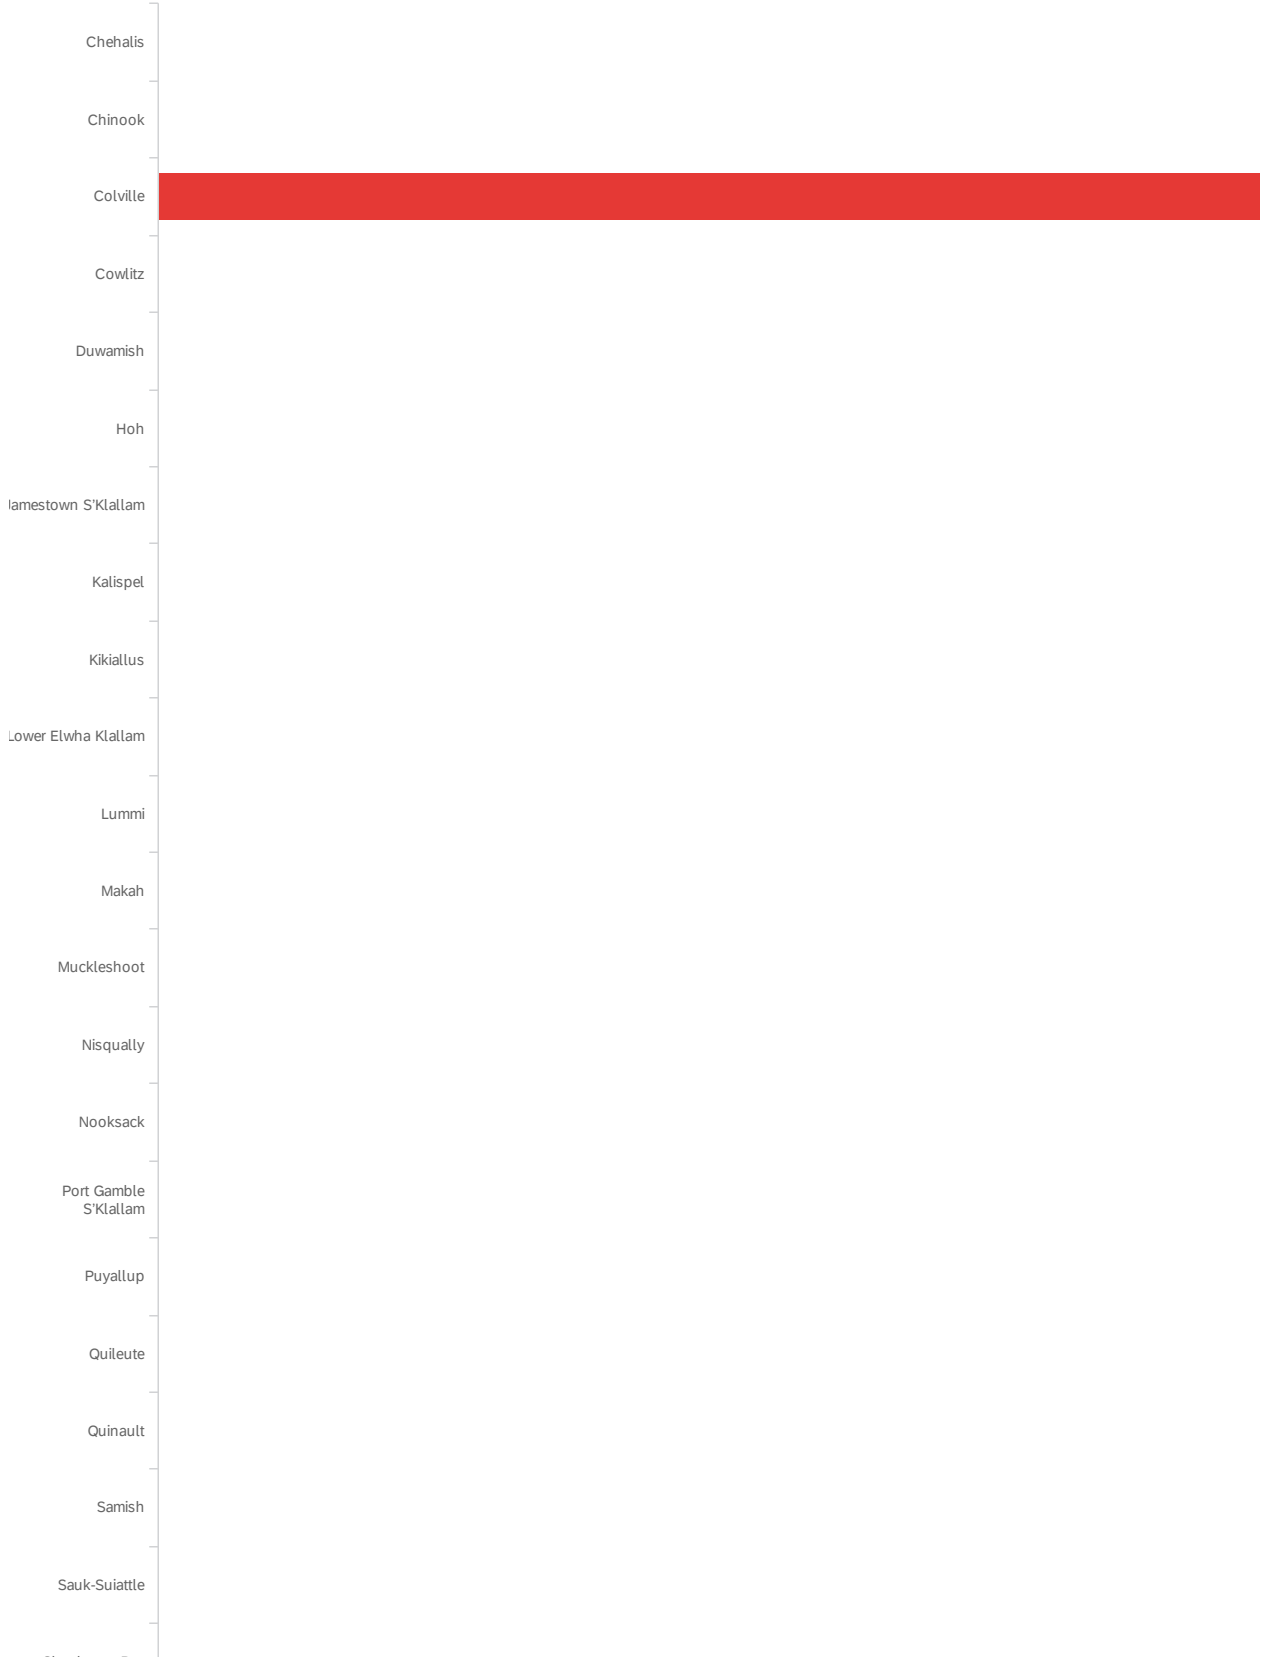 Chehalis
Chinook
Colville
Cowlitz
Duwamish
Hoh
Jamestown S'Klallam
Kalispel
Kikiallus
Lower Elwha Klallam
Lummi
Makah
Muckleshoot
Nisqually
Nooksack
Port Gamble
S'Klallam
Puyallup
Quileute
Quinault
Samish
Sauk-Suiattle